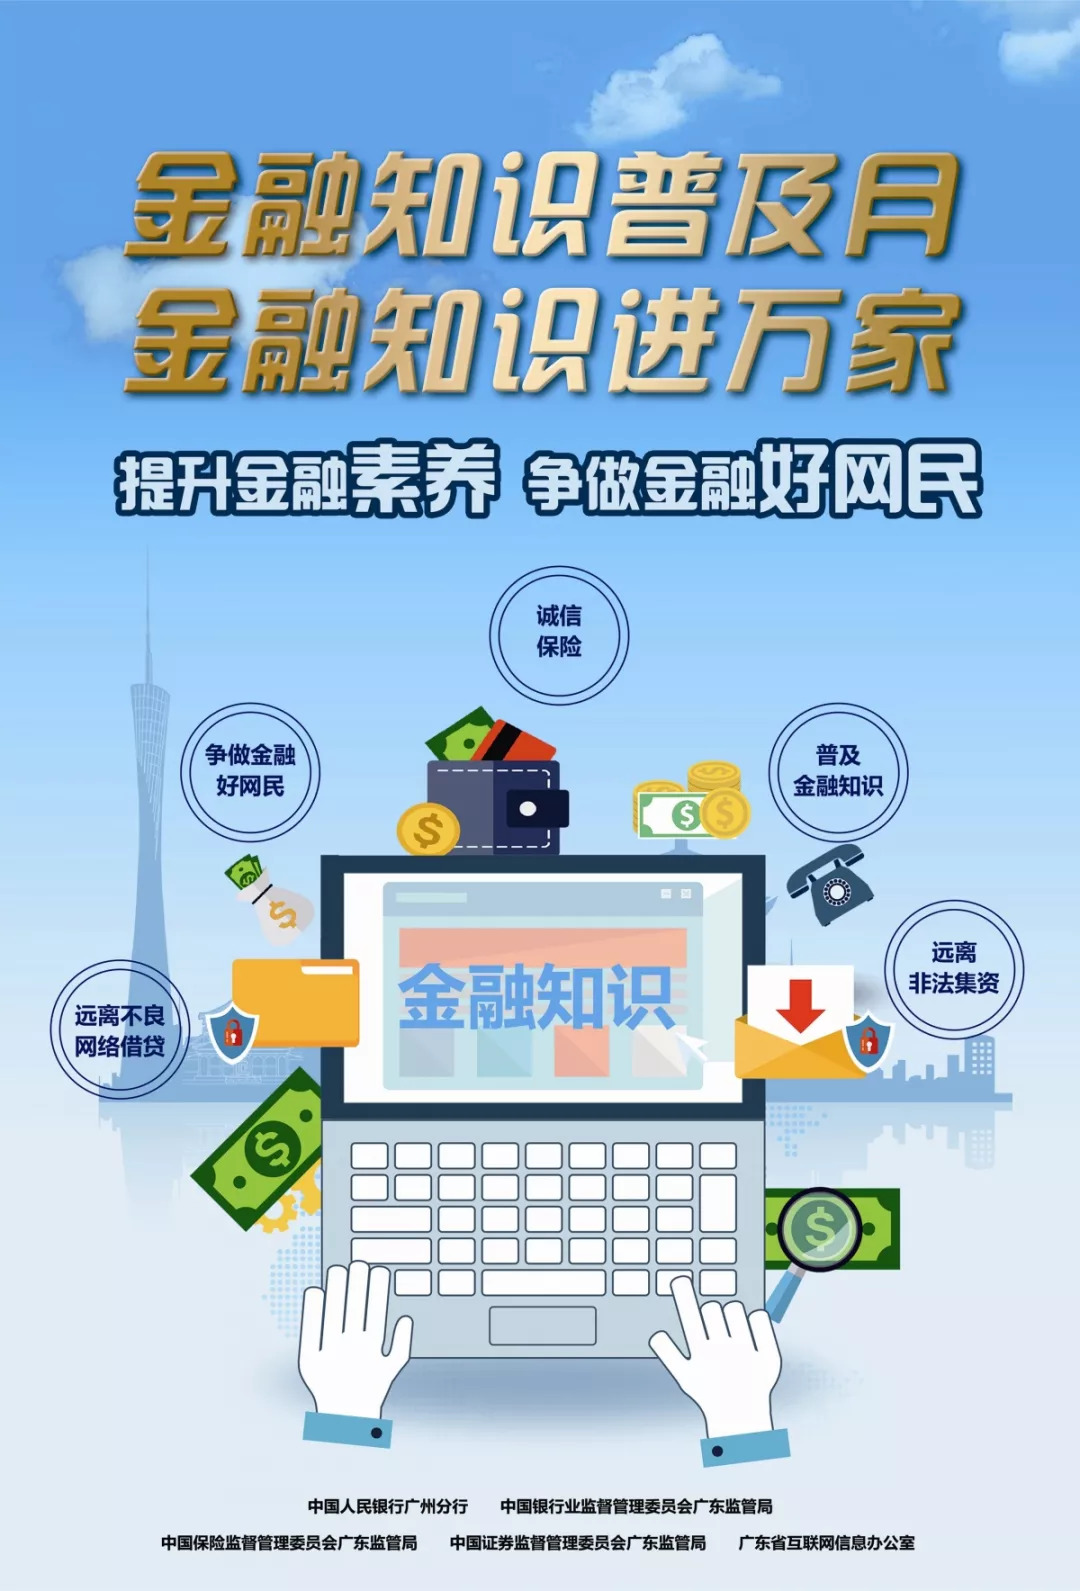 金融知识普及月
金融知识进万家
提升金融素养 争做金融好网民
诚信
保险
争做金融
好网民
普及
金融知识
远离
非法集资
远离不良
网络借贷
金融知识
中国人民银行广州分行 中国银行业监督管理委员会广东监管局
中国保险监督管理委员会广东监管局 中国证券监督管理委员会广东监管局 广东省互联网信息办公室